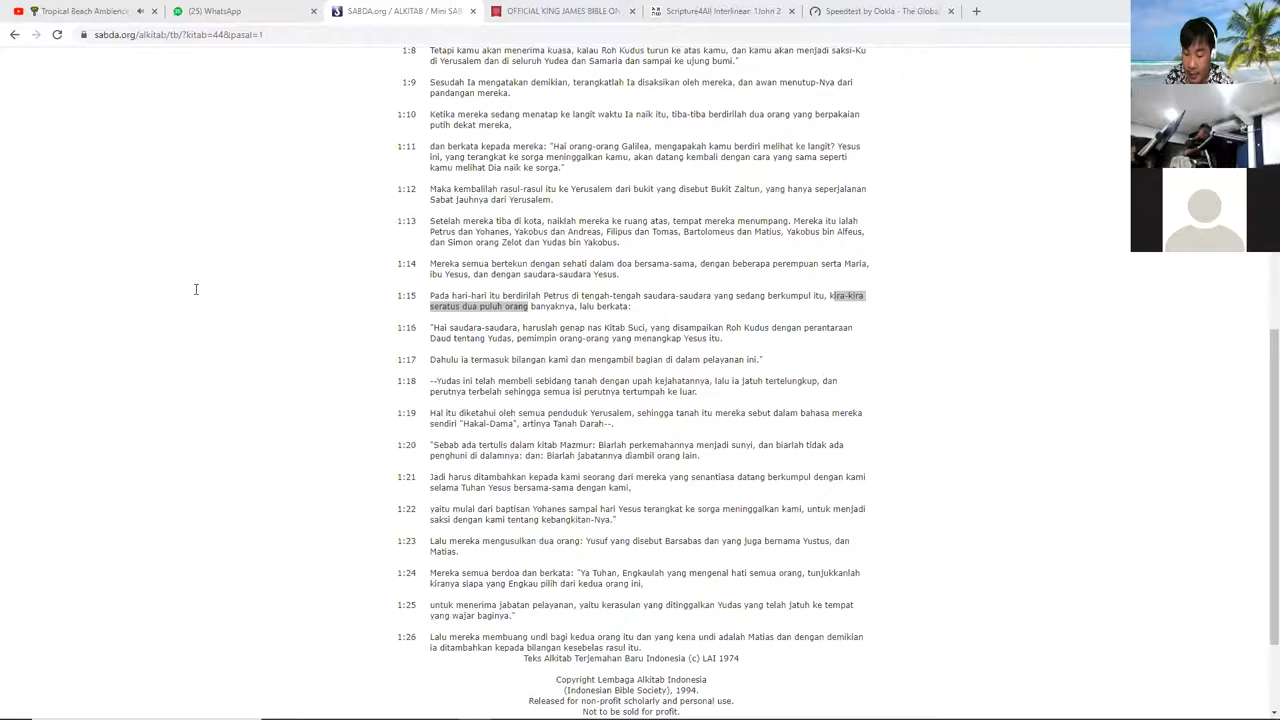 Tropical Beach Ambience
(25) WhatsApp
SABDA.org / ALKITAB / Mini SAB
OFFICIAL KING JAMES BIBLE ON
Scripture4All Interlinear: 1John 2
Speedtest by Ookla - The Globa
sabda.org/alkitab/tb/?kitab=44&pasal=1
1:8 Tetapi kamu akan menerima kuasa, kalau Roh Kudus turun ke atas kamu, dan kamu akan menjadi saksi-Ku
di Yerusalem dan di seluruh Yudea dan Samaria dan sampai ke ujung bumi."
1:9 Sesudah Ia mengatakan demikian, terangkatlah Ia disaksikan oleh mereka, dan awan menutup-Nya dari
pandangan mereka.
1:10 Ketika mereka sedang menatap ke langit waktu Ia naik itu, tiba-tiba berdirilah dua orang yang berpakaian
putih dekat mereka,
1:11 dan berkata kepada mereka: "Hai orang-orang Galilea, mengapakah kamu berdiri melihat ke langit? Yesus
ini, yang terangkat ke sorga meninggalkan kamu, akan datang kembali dengan cara yang sama seperti
kamu melihat Dia naik ke sorga."
1:12 Maka kembalilah rasul-rasul itu ke Yerusalem dari bukit yang disebut Bukit Zaitun, yang hanya seperjalanan
Sabat jauhnya dari Yerusalem.
1:13 Setelah mereka tiba di kota, naiklah mereka ke ruang atas, tempat mereka menumpang. Mereka itu ialah
Petrus dan Yohanes, Yakobus dan Andreas, Filipus dan Tomas, Bartolomeus dan Matius, Yakobus bin Alfeus,
dan Simon orang Zelot dan Yudas bin Yakobus.
1:14 Mereka semua bertekun dengan sehati dalam doa bersama-sama, dengan beberapa perempuan serta Maria,
ibu Yesus, dan dengan saudara-saudara Yesus.
1:15 Pada hari-hari itu berdirilah Petrus di tengah-tengah saudara-saudara yang sedang berkumpul itu, kira-kira
seratus dua puluh orang banyaknya, lalu berkata:
1:16 "Hai saudara-saudara, haruslah genap nas Kitab Suci, yang disampaikan Roh Kudus dengan perantaraan
Daud tentang Yudas, pemimpin orang-orang yang menangkap Yesus itu.
1:17 Dahulu ia termasuk bilangan kami dan mengambil bagian di dalam pelayanan ini."
1:18 --Yudas ini telah membeli sebidang tanah dengan upah kejahatannya, lalu ia jatuh tertelungkup, dan
perutnya terbelah sehingga semua isi perutnya tertumpah ke luar.
1:19 Hal itu diketahui oleh semua penduduk Yerusalem, sehingga tanah itu mereka sebut dalam bahasa mereka
sendiri "Hakal-Dama", artinya Tanah Darah--.
1:20 "Sebab ada tertulis dalam kitab Mazmur: Biarlah perkemahannya menjadi sunyi, dan biarlah tidak ada
penghuni di dalamnya: dan: Biarlah jabatannya diambil orang lain.
1:21 Jadi harus ditambahkan kepada kami seorang dari mereka yang senantiasa datang berkumpul dengan kami
selama Tuhan Yesus bersama-sama dengan kami,
1:22 yaitu mulai dari baptisan Yohanes sampai hari Yesus terangkat ke sorga meninggalkan kami, untuk menjadi
saksi dengan kami tentang kebangkitan-Nya."
1:23 Lalu mereka mengusulkan dua orang: Yusuf yang disebut Barsabas dan yang juga bernama Yustus, dan
Matias.
1:24 Mereka semua berdoa dan berkata: "Ya Tuhan, Engkaulah yang mengenal hati semua orang, tunjukkanlah
kiranya siapa yang Engkau pilih dari kedua orang ini,
1:25 untuk menerima jabatan pelayanan, yaitu kerasulan yang ditinggalkan Yudas yang telah jatuh ke tempat
yang wajar baginya."
1:26 Lalu mereka membuang undi bagi kedua orang itu dan yang kena undi adalah Matias dan dengan demikian
ia ditambahkan kepada bilangan kesebelas rasul itu.
Teks Alkitab Terjemahan Baru Indonesia (c) LAI 1974
Copyright Lembaga Alkitab Indonesia
(Indonesian Bible Society), 1994.
Released for non-profit scholarly and personal use.
Not to be sold for profit.